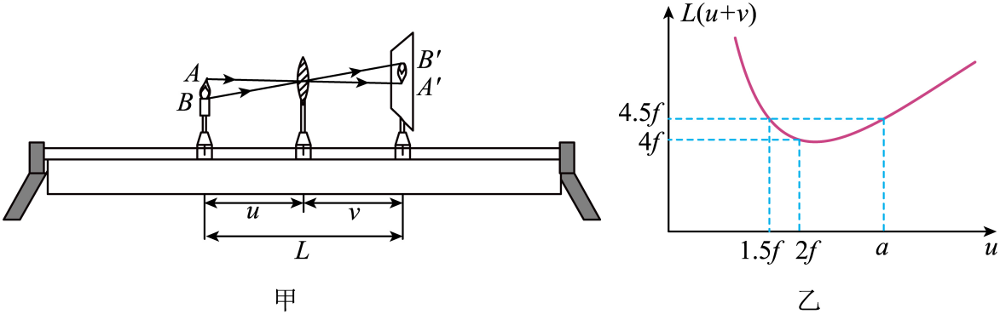 A
B
B′
A′
u
v
L
甲
L(u+v)
4.5f
4f
1.5f
2f
a
u
乙